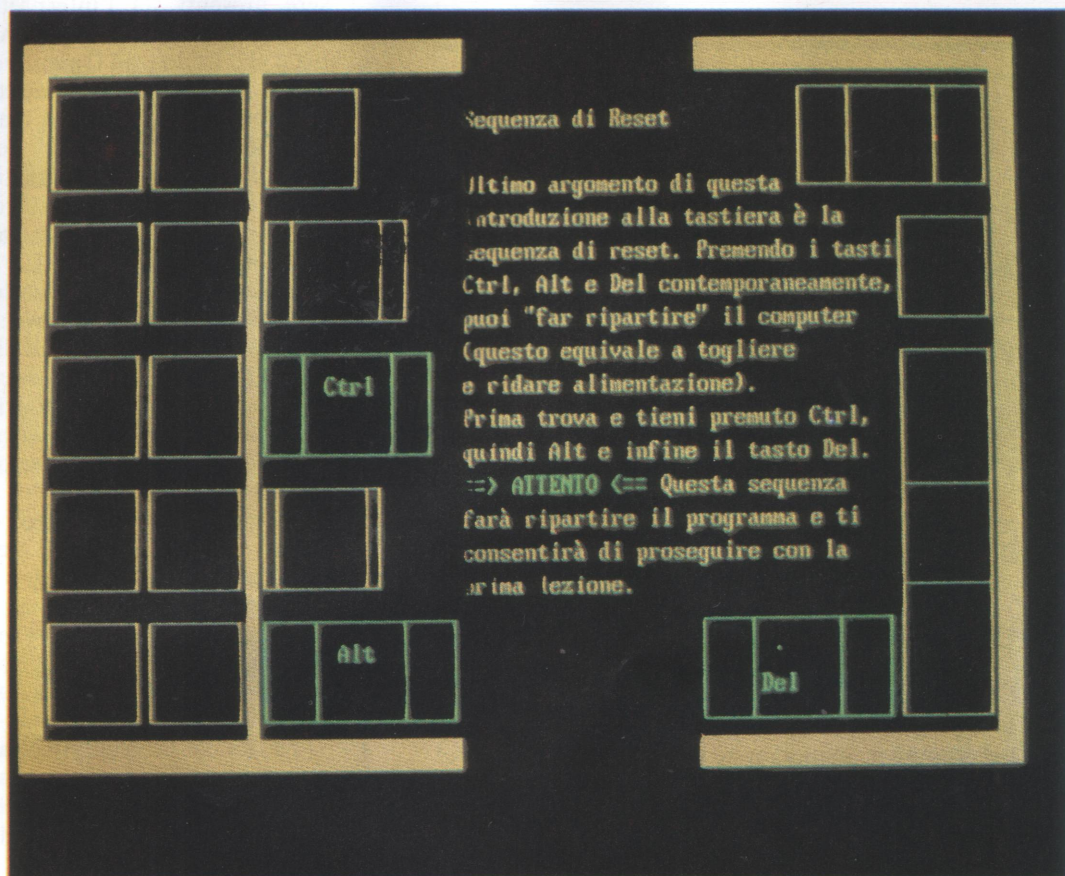 Sequenza di Reset
Ultimo argomento di questa
introduzione alla tastiera è la
sequenza di reset. Premendo i tasti
Ctrl, Alt e Del contemporaneamente,
puoi "far ripartire" il computer
(questo equivale a togliere
e ridare alimentazione).
Prima trova e tieni premuto Ctrl,
quindi Alt e infine il tasto Del.
==> ATTENTO <== Questa sequenza
farà ripartire il programma e ti
consentirà di proseguire con la
prima lezione.
Ctrl
Alt
Del